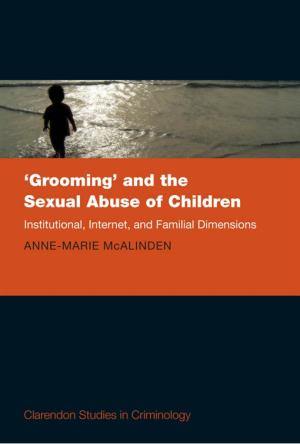 ‘Grooming’ and the
Sexual Abuse of Children
Institutional, Internet, and Familial Dimensions
ANNE-MARIE McALINDEN
Clarendon Studies in Criminology